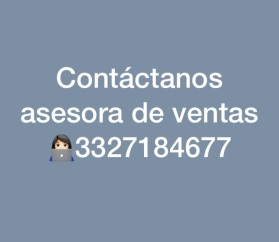 Contáctanos
asesora de ventas
👩🏻‍💻3327184677